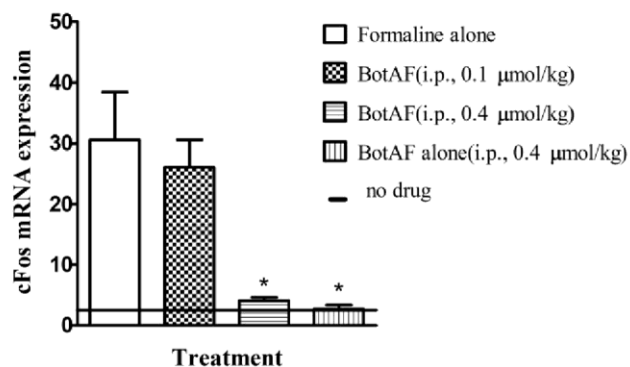 50
40
30
20
10
0
cFos mRNA expression
Treatment
* *
Formaline alone
BotAF(i.p., 0.1 μmol/kg)
BotAF(i.p., 0.4 μmol/kg)
BotAF alone(i.p., 0.4 μmol/kg)
no drug